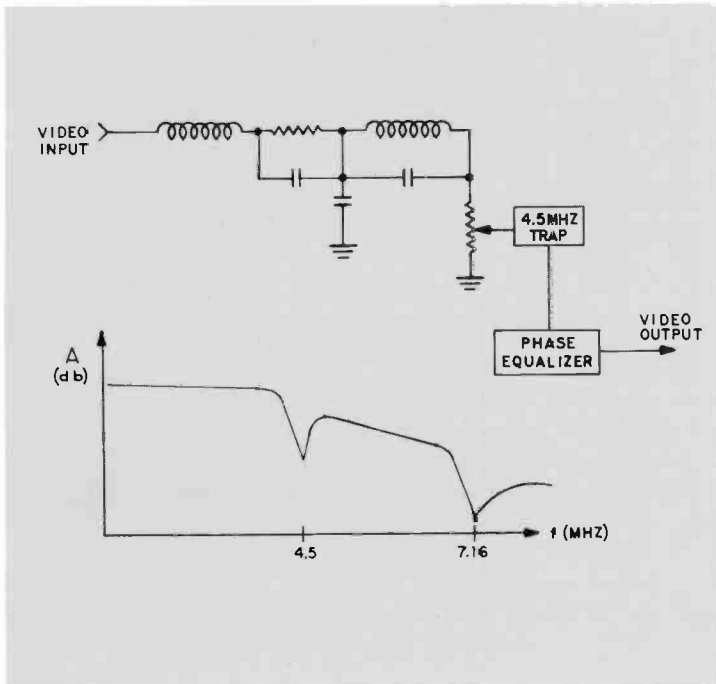 VIDEO
INPUT
4.5MHZ
TRAP
PHASE
EQUALIZER
VIDEO
OUTPUT
A
(db)
4.5
7.16
f (MHZ)